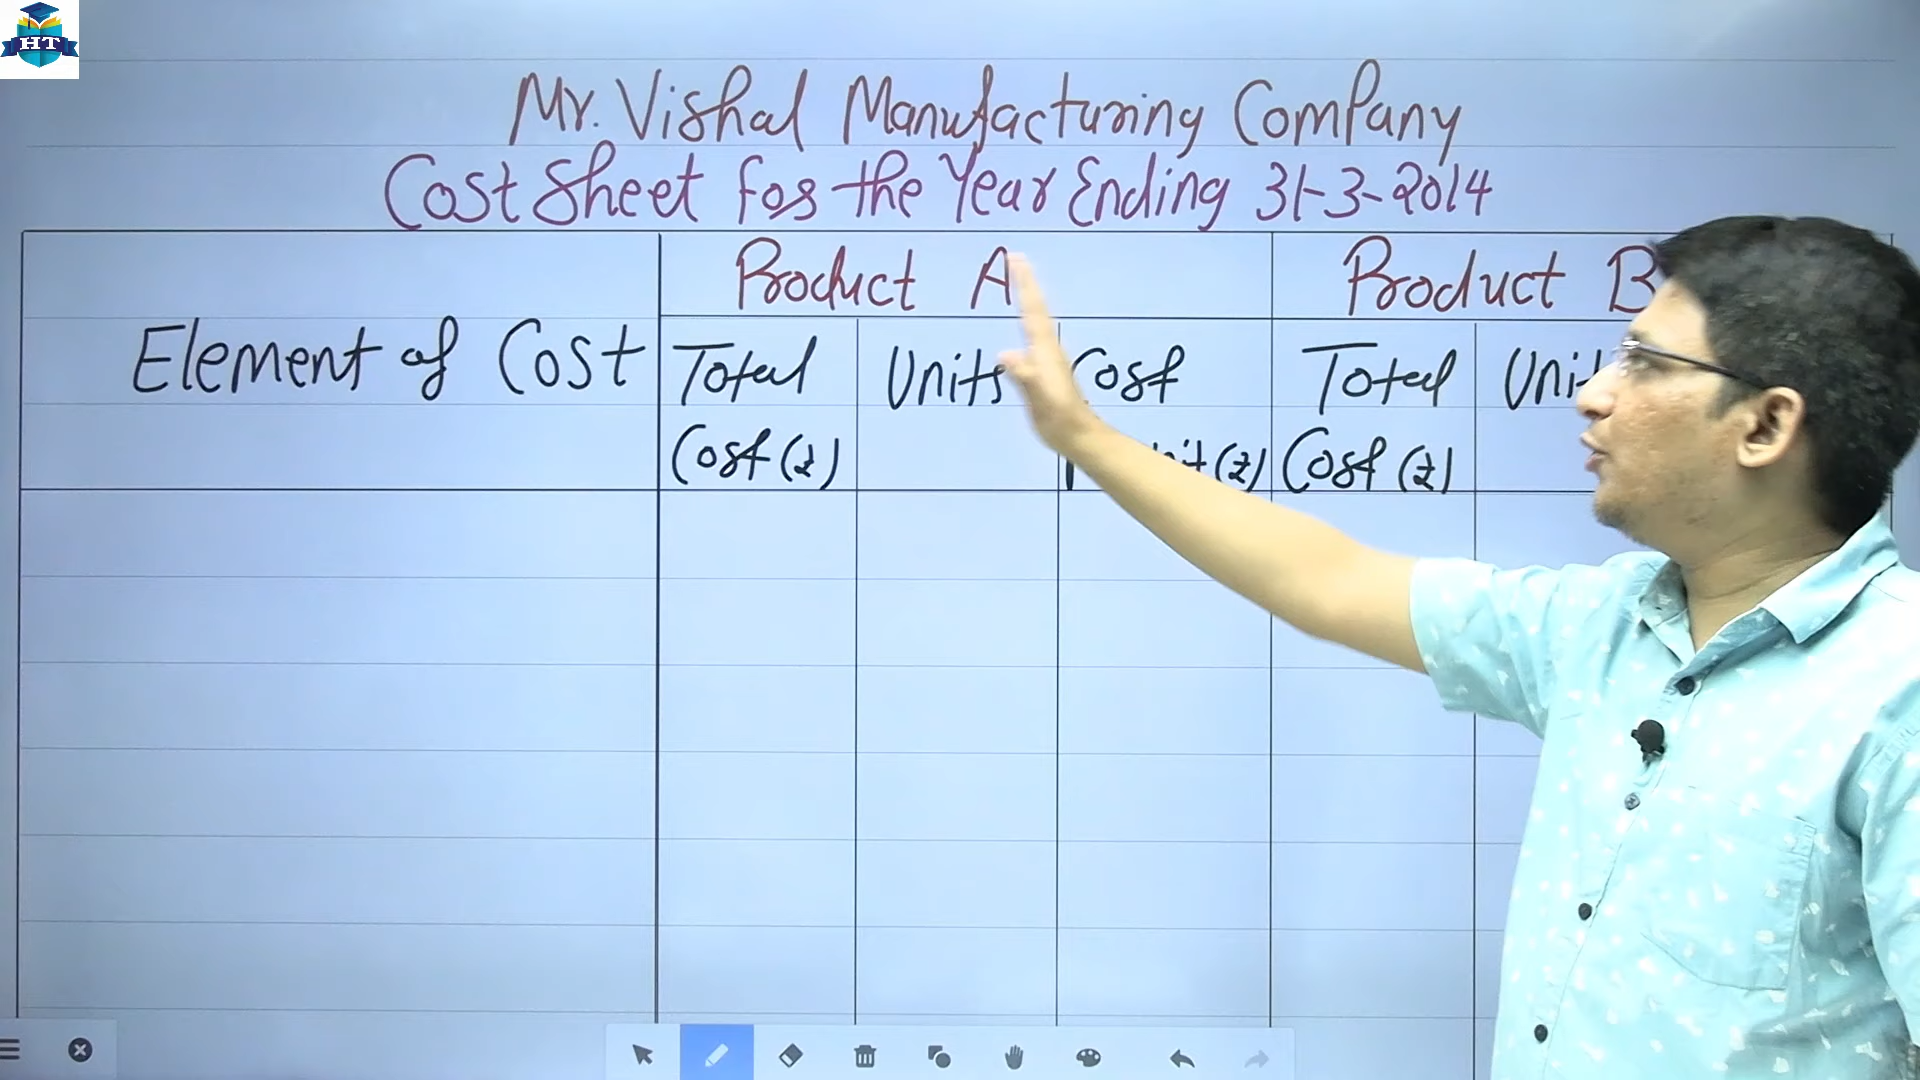 HT
Mr. Vishal Manufacturing Company
Cost Sheet for the Year Ending 31-3-2014
Product A Product B
Element of Cost Total Units Cost Total
Cost (₹) (₹) Cost (₹)